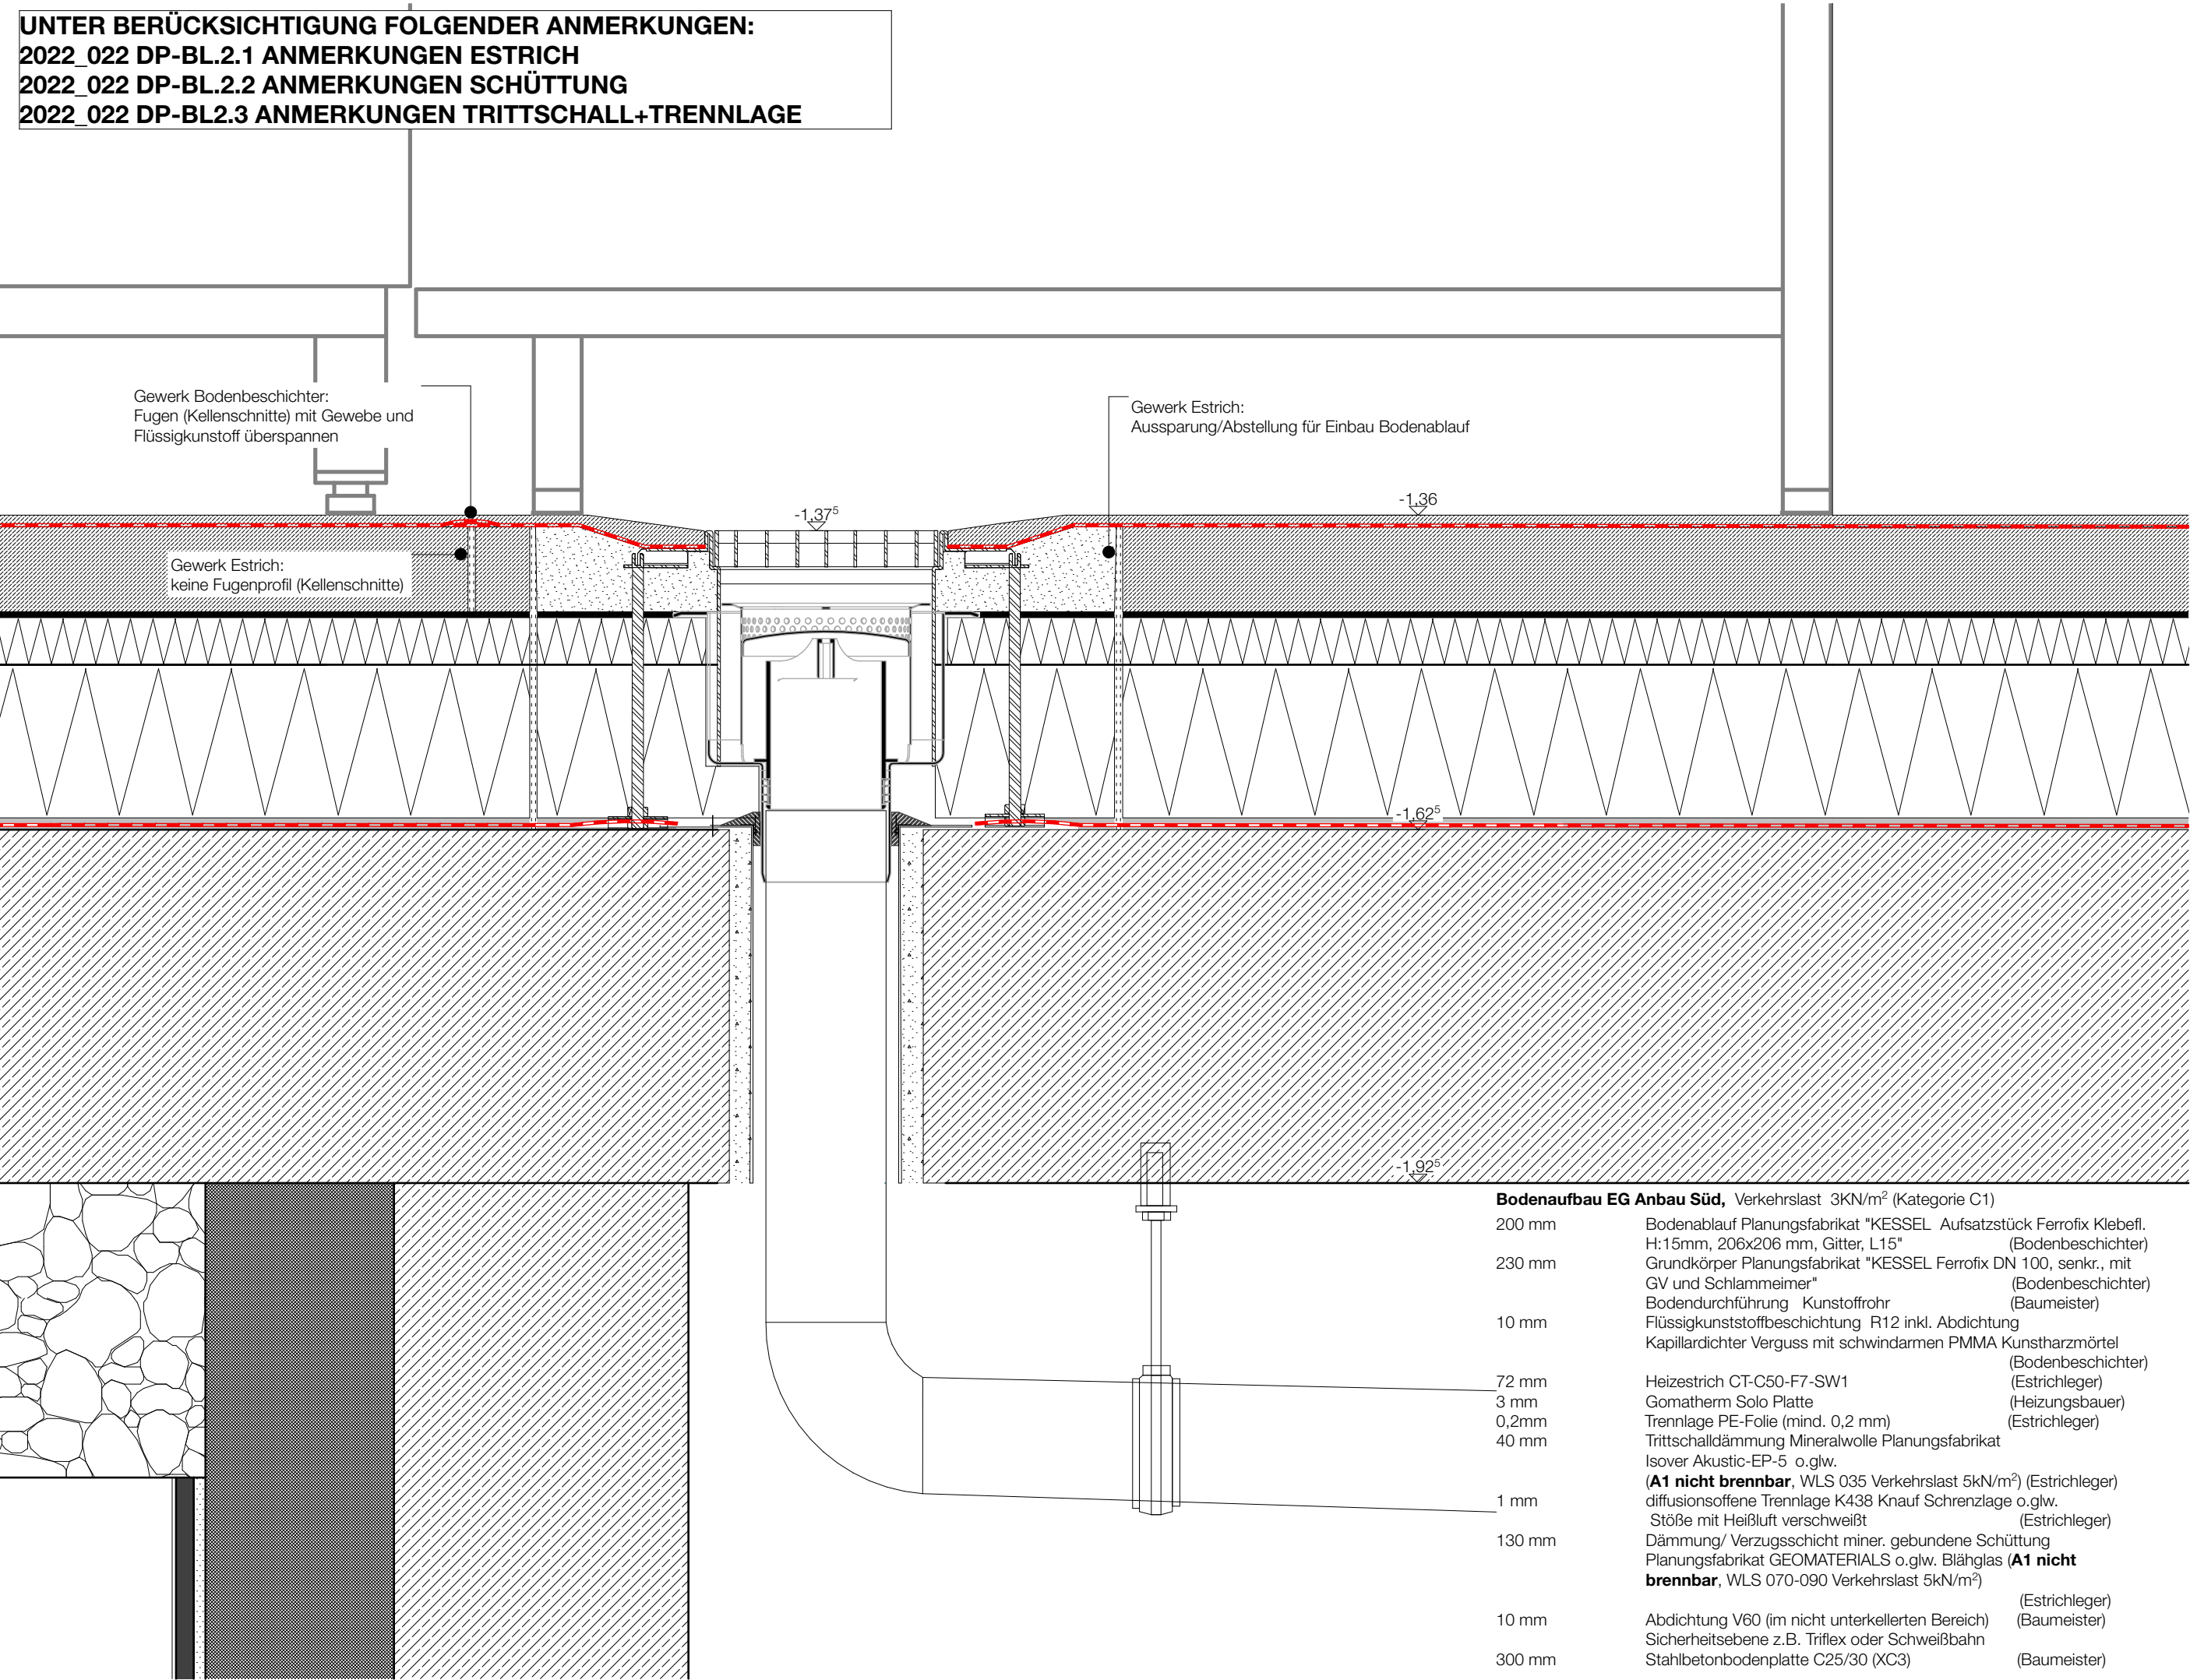 UNTER BERÜCKSICHTIGUNG FOLGENDER ANMERKUNGEN:
2022_022 DP-BL.2.1 ANMERKUNGEN ESTRICH
2022_022 DP-BL.2.2 ANMERKUNGEN SCHÜTTUNG
2022_022 DP-BL2.3 ANMERKUNGEN TRITTSCHALL+TRENNLAGE
Gewerk Bodenbeschichter:
Fugen (Kellenschnitte) mit Gewebe und
Flüssigkunstoff überspannen
Gewerk Estrich:
Aussparung/Abstellung für Einbau Bodenablauf
-1,37⁵
-1,36
Gewerk Estrich:
keine Fugenprofil (Kellenschnitte)
-1,62⁵
-1,92⁵
Bodenaufbau EG Anbau Süd, Verkehrslast 3KN/m² (Kategorie C1)
200 mm Bodenablauf Planungsfabrikat "KESSEL Aufsatzstück Ferrofix Klebefl.
H:15mm, 206x206 mm, Gitter, L15" (Bodenbeschichter)
230 mm Grundkörper Planungsfabrikat "KESSEL Ferrofix DN 100, senkr., mit
GV und Schlammeimer" (Bodenbeschichter)
Bodendurchführung Kunstoffrohr (Baumeister)
10 mm Flüssigkunststoffbeschichtung R12 inkl. Abdichtung
Kapillardichter Verguss mit schwindarmen PMMA Kunstharzmörtel
(Bodenbeschichter)
72 mm Heizestrich CT-C50-F7-SW1 (Estrichleger)
3 mm Gomatherm Solo Platte (Heizungsbauer)
0,2mm Trennlage PE-Folie (mind. 0,2 mm) (Estrichleger)
40 mm Trittschalldämmung Mineralwolle Planungsfabrikat
Isover Akustic-EP-5 o.glw.
(A1 nicht brennbar, WLS 035 Verkehrslast 5kN/m²) (Estrichleger)
1 mm diffusionsoffene Trennlage K438 Knauf Schrenzlage o.glw.
Stöße mit Heißluft verschweißt (Estrichleger)
130 mm Dämmung/ Verzugsschicht miner. gebundene Schüttung
Planungsfabrikat GEOMATERIALS o.glw. Blähglas (A1 nicht
brennbar, WLS 070-090 Verkehrslast 5kN/m²)
(Estrichleger)
10 mm Abdichtung V60 (im nicht unterkellerten Bereich) (Baumeister)
Sicherheitsebene z.B. Triflex oder Schweißbahn
300 mm Stahlbetonbodenplatte C25/30 (XC3) (Baumeister)